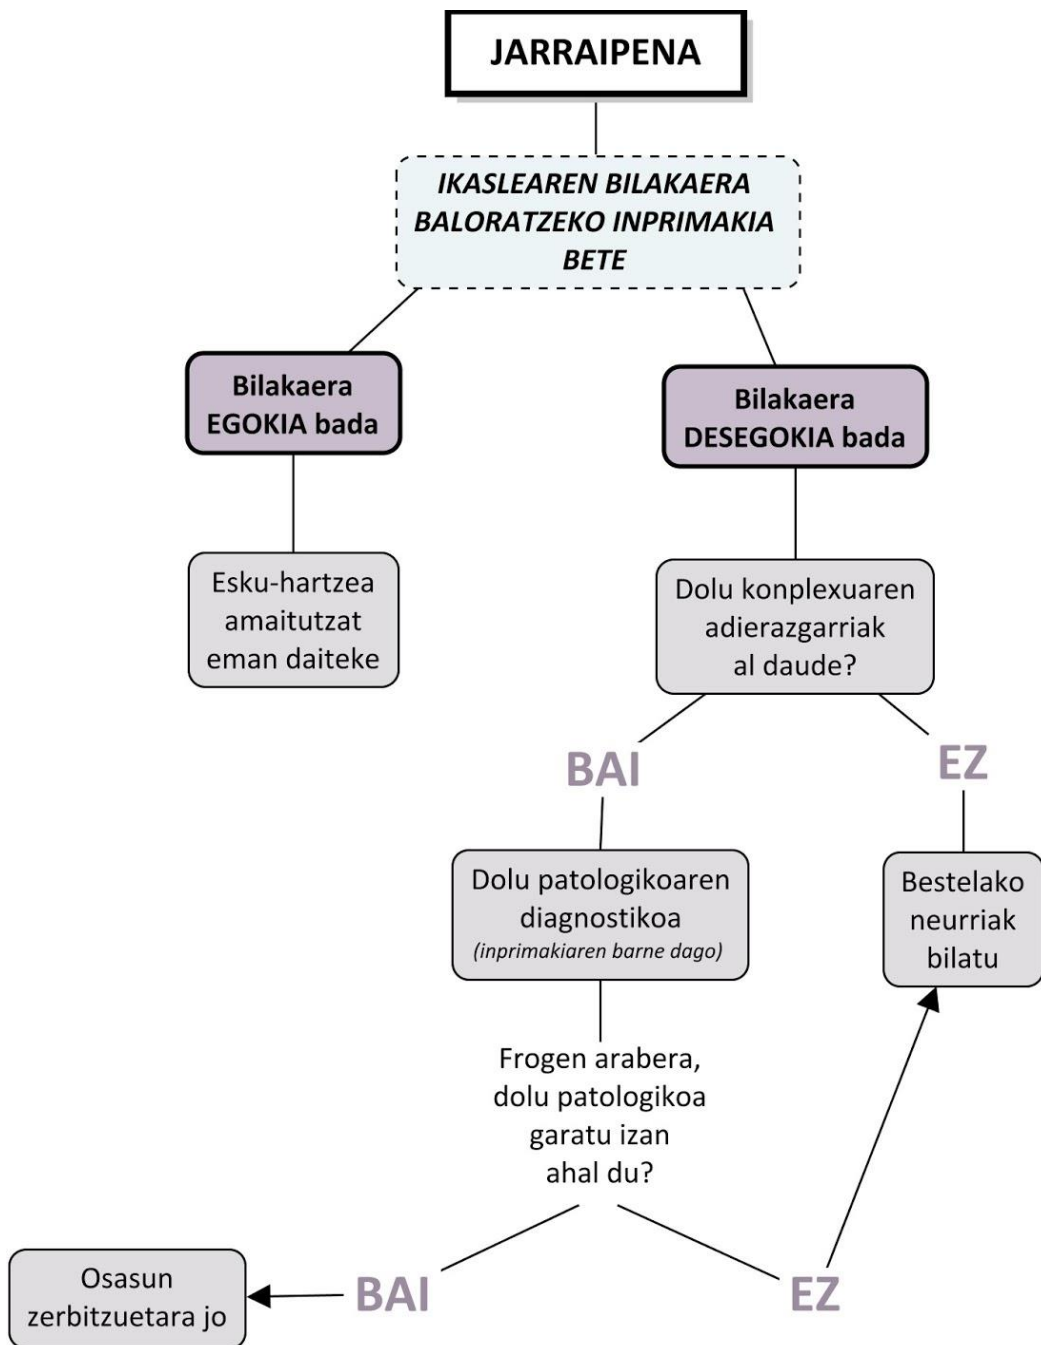 JARRAIPENA
IKASLEAREN BILAKAERA
BALORATZEKO INPRIMAKIA
BETE
Bilakaera
EGOKIA bada
Bilakaera
DESEGOKIA bada
Esku-hartzea
amaitutzat
eman daiteke
Dolu konplexuaren
adierazgarriak
al daude?
BAI
EZ
Dolu patologikoaren
diagnostikoa
(inprimakiaren barne dago)
Bestelako
neurriak
bilatu
Frogen arabera,
dolu patologikoa
garatu izan
ahal du?
BAI
EZ
Osasun
zerbitzuetara jo